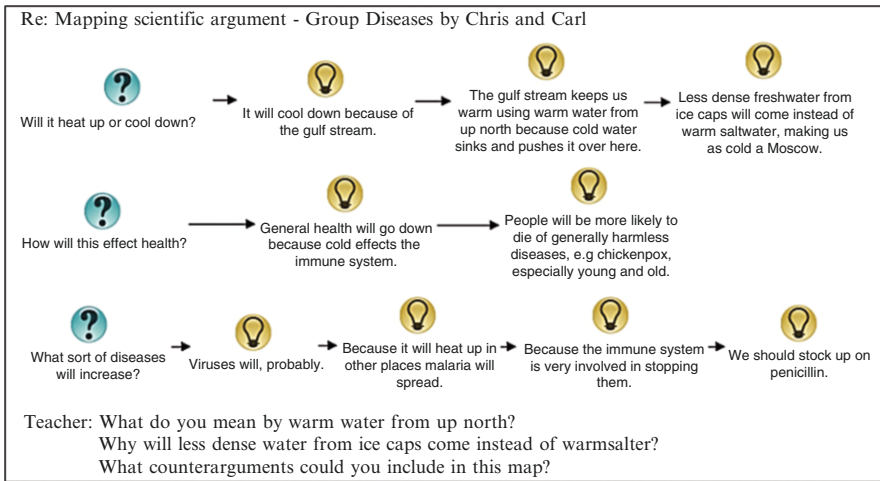 Re: Mapping scientific argument - Group Diseases by Chris and Carl
Will it heat up or cool down?
It will cool down because of
the gulf stream.
The gulf stream keeps us
warm using warm water from
up north because cold water
sinks and pushes it over here.
Less dense freshwater from
ice caps will come instead of
warm saltwater, making us
as cold a Moscow.
How will this effect health?
General health will go down
because cold effects the
immune system.
People will be more likely to
die of generally harmless
diseases, e.g chickenpox,
especially young and old.
What sort of diseases
will increase?
Viruses will, probably.
Because it will heat up in
other places malaria will
spread.
Because the immune system
is very involved in stopping
them.
We should stock up on
penicillin.
Teacher: What do you mean by warm water from up north?
Why will less dense water from ice caps come instead of warmsalter?
What counterarguments could you include in this map?